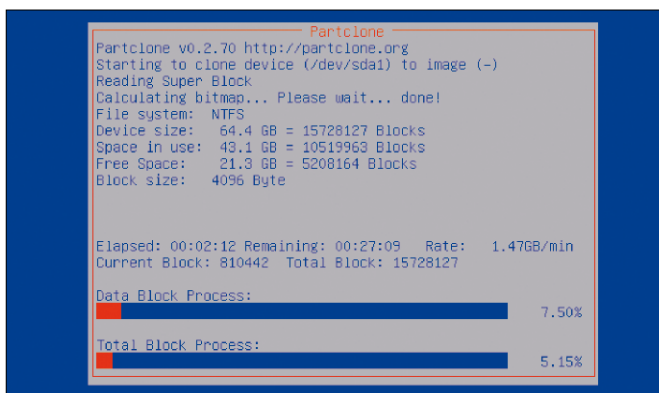 Partclone
Partclone v0.2.70 http://partclone.org
Starting to clone device (/dev/sda1) to image (-)
Reading Super Block
Calculating bitmap... Please wait... done!
File system:  NTFS
Device size:   64.4 GB = 15728127 Blocks
Space in use:  43.1 GB = 10519963 Blocks
Free Space:    21.3 GB = 5208164 Blocks
Block size:   4096 Byte
Elapsed: 00:02:12 Remaining: 00:27:09   Rate:   1.47GB/min
Current Block: 810442  Total Block: 15728127
Data Block Process:
7.50%
Total Block Process:
5.15%